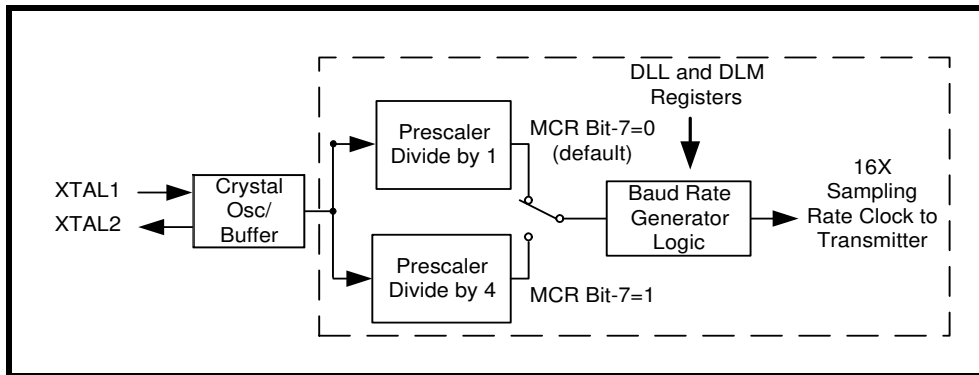 DLL and DLM
Registers
Prescaler
Divide by 1
MCR Bit-7=0
(default)
XTAL1
XTAL2
Crystal
Osc/
Buffer
Baud Rate
Generator
Logic
16X
Sampling
Rate Clock to
Transmitter
Prescaler
Divide by 4
MCR Bit-7=1